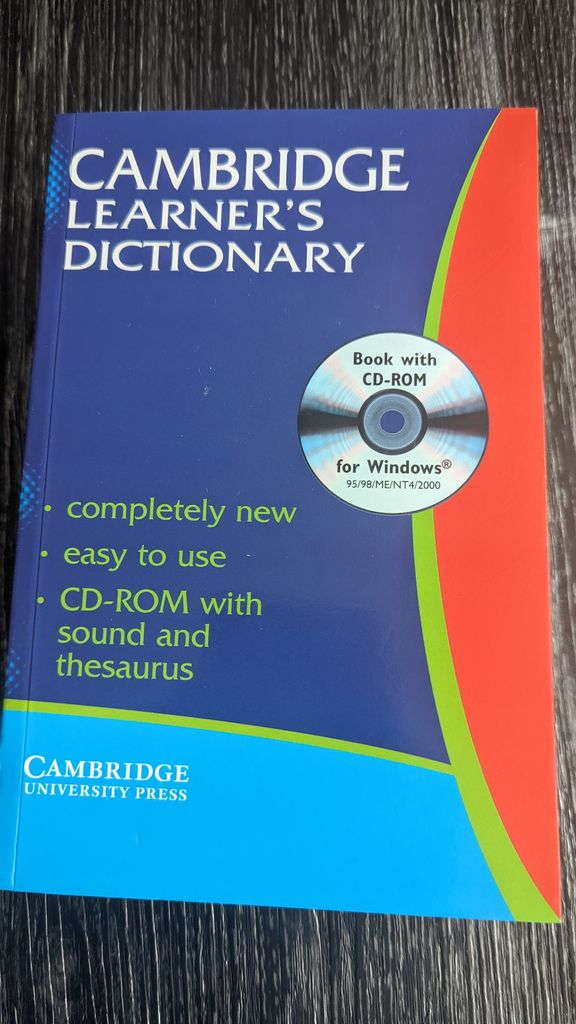 CAMBRIDGE
LEARNER'S
DICTIONARY
Book with
CD-ROM
for Windows®
95/98/ME/NT4/2000
• completely new
• easy to use
• CD-ROM with
sound and
thesaurus
CAMBRIDGE
UNIVERSITY PRESS